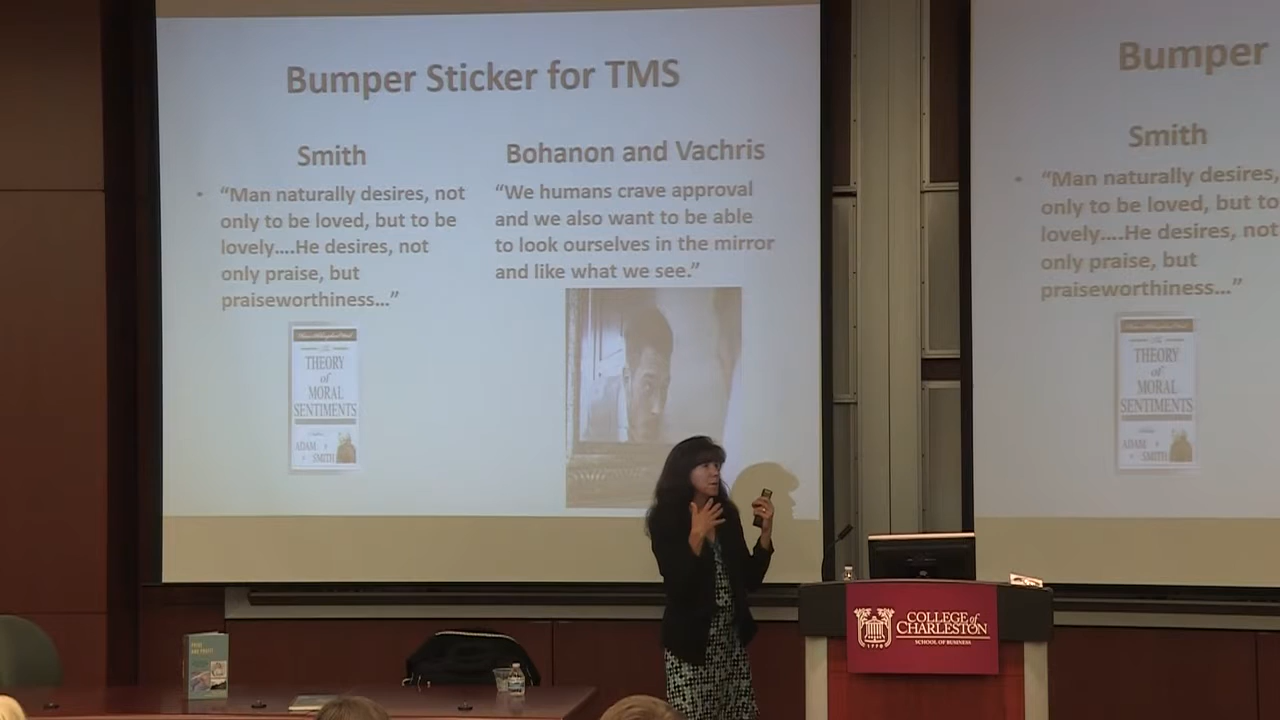 Bumper Sticker for TMS
Smith
• “Man naturally desires, not
only to be loved, but to be
lovely....He desires, not
only praise, but
praiseworthiness…”
THEORY
of
MORAL
SENTIMENTS
ADAM
SMITH
Bohanon and Vachris
“We humans crave approval
and we also want to be able
to look ourselves in the mirror
and like what we see.”
Bumper
Smith
• “Man naturally desires,
only to be loved, but to
lovely....He desires, not
only praise, but
praiseworthiness…”
THEORY
of
MORAL
SENTIMENTS
ADAM
SMITH
COLLEGE of
CHARLESTON
SCHOOL OF BUSINESS
1770
PRIDE
AND PROFIT